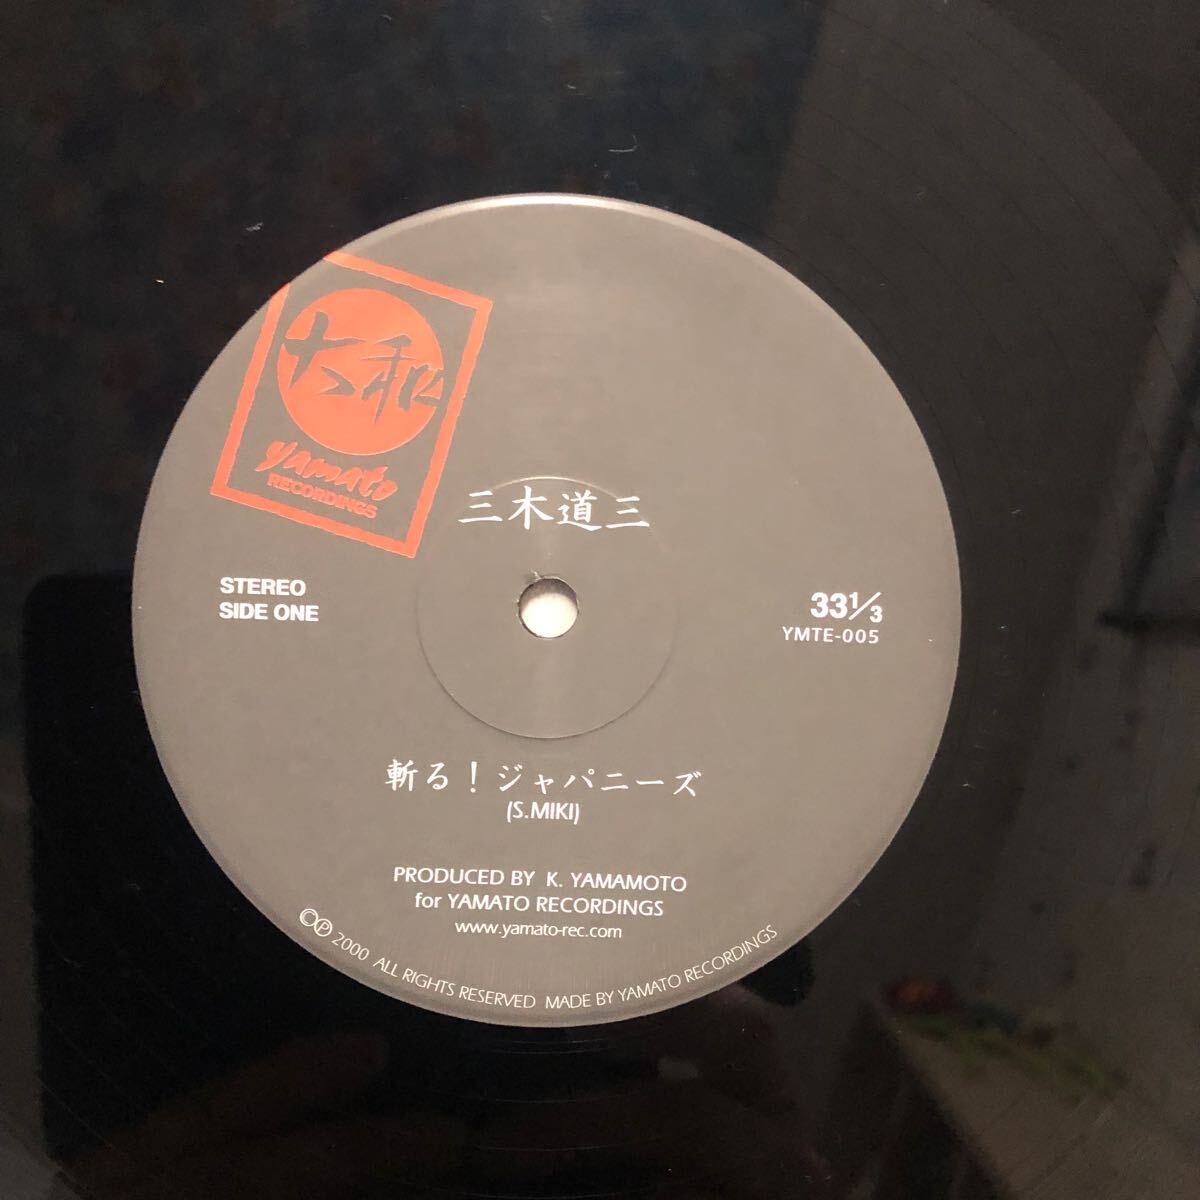 大和
yamato
RECORDINGS
三木道三
STEREO
SIDE ONE
33 1/3
YMTE-005
斬る！ジャパニーズ
(S.MIKI)
PRODUCED BY K. YAMAMOTO
for YAMATO RECORDINGS
www.yamato-rec.com
©℗ 2000 ALL RIGHTS RESERVED MADE BY YAMATO RECORDINGS